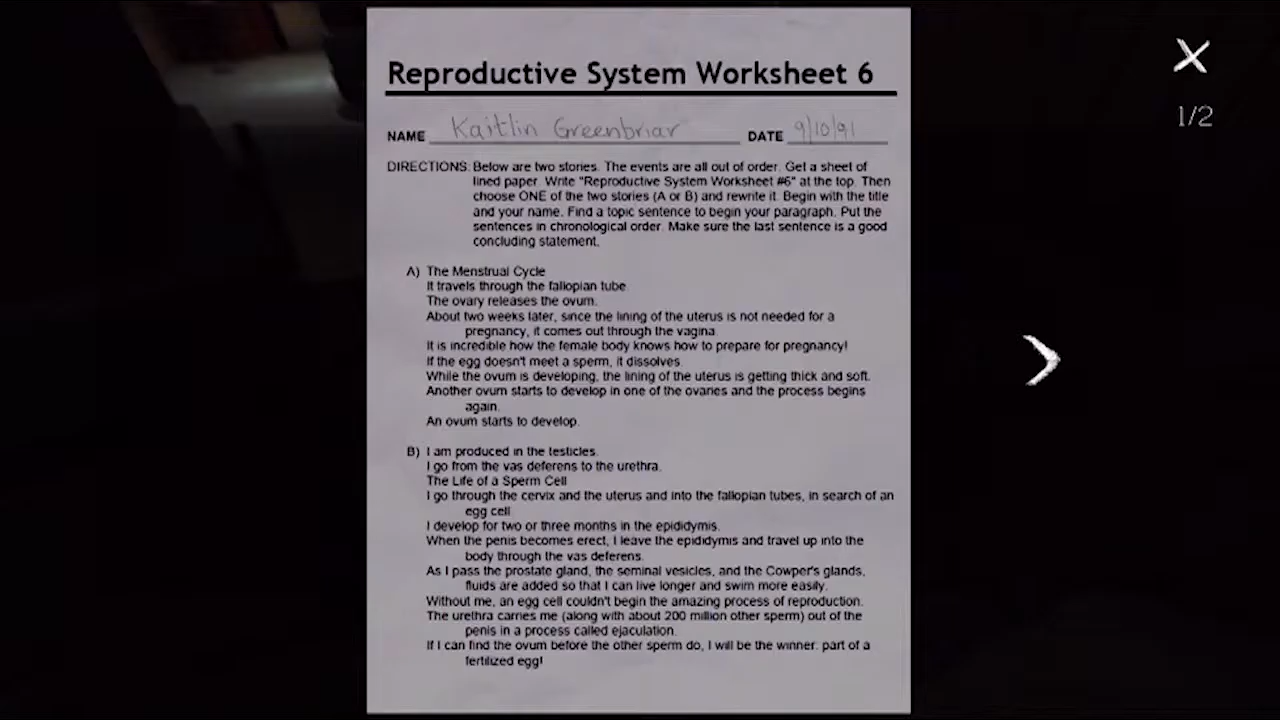 Reproductive System Worksheet 6
NAME Kaitlin Greenbriar DATE 9/10/91
1/2
DIRECTIONS: Below are two stories. The events are all out of order. Get a sheet of
lined paper. Write "Reproductive System Worksheet #6" at the top. Then
choose ONE of the two stories (A or B) and rewrite it. Begin with the title
and your name. Find a topic sentence to begin your paragraph. Put the
sentences in chronological order. Make sure the last sentence is a good
concluding statement.
A) The Menstrual Cycle
It travels through the fallopian tube.
The ovary releases the ovum.
About two weeks later, since the lining of the uterus is not needed for a
pregnancy, it comes out through the vagina.
It is incredible how the female body knows how to prepare for pregnancy!
If the egg doesn't meet a sperm, it dissolves.
While the ovum is developing, the lining of the uterus is getting thick and soft.
Another ovum starts to develop in one of the ovaries and the process begins
again.
An ovum starts to develop.
B) I am produced in the testicles.
I go from the vas deferens to the urethra.
The Life of a Sperm Cell
I go through the cervix and the uterus and into the fallopian tubes, in search of an
egg cell
I develop for two or three months in the epididymis.
When the penis becomes erect, I leave the epididymis and travel up into the
body through the vas deferens.
As I pass the prostate gland, the seminal vesicles, and the Cowper's glands,
fluids are added so that I can live longer and swim more easily.
Without me, an egg cell couldn't begin the amazing process of reproduction.
The urethra carries me (along with about 200 million other sperm) out of the
penis in a process called ejaculation.
If I can find the ovum before the other sperm do, I will be the winner: part of a
fertilized egg!